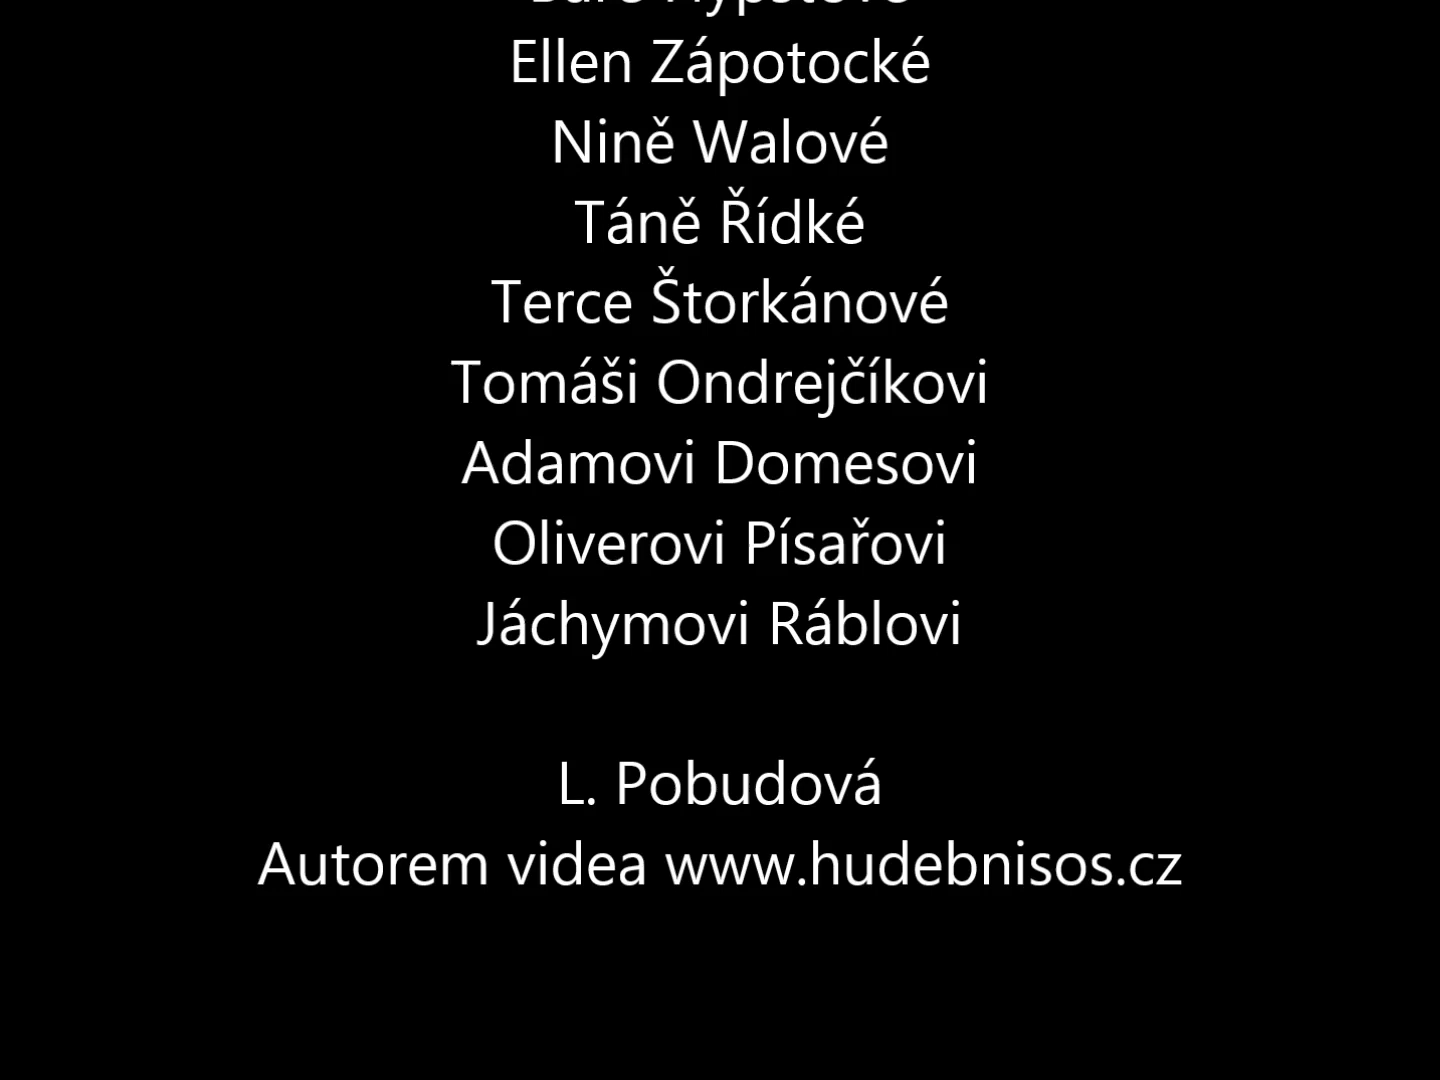 Ellen Zápotocké
Nině Walové
Táně Řídké
Terce Štorkánové
Tomáši Ondrejčíkovi
Adamovi Domesovi
Oliverovi Písařovi
Jáchymovi Ráblovi
L. Pobudová
Autorem videa www.hudebnisos.cz